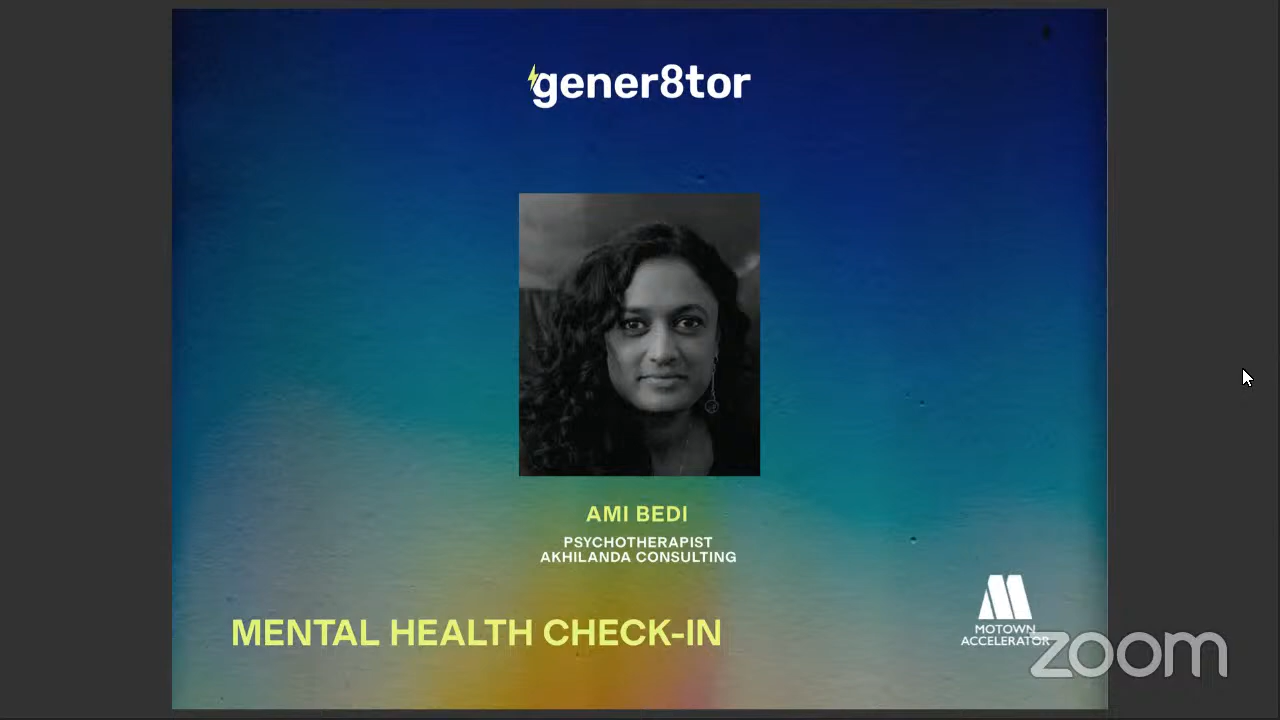 gener8tor
AMI BEDI
PSYCHOTHERAPIST
AKHILANDA CONSULTING
MENTAL HEALTH CHECK-IN
MOTOWN
ACCELERATOR
zoom